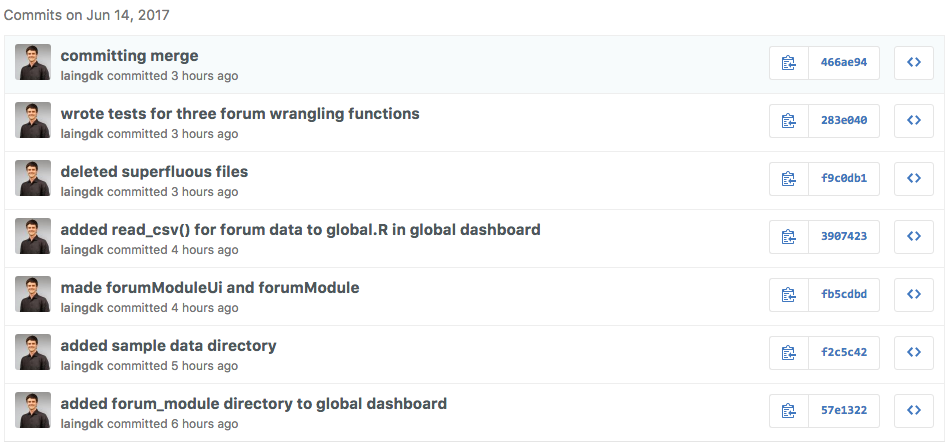 Commits on Jun 14, 2017
committing merge
laingdk committed 3 hours ago
466ae94
wrote tests for three forum wrangling functions
laingdk committed 3 hours ago
283e040
deleted superfluous files
laingdk committed 3 hours ago
f9c0db1
added read_csv() for forum data to global.R in global dashboard
laingdk committed 4 hours ago
3907423
made forumModuleUi and forumModule
laingdk committed 4 hours ago
fb5cdbd
added sample data directory
laingdk committed 5 hours ago
f2c5c42
added forum_module directory to global dashboard
laingdk committed 6 hours ago
57e1322